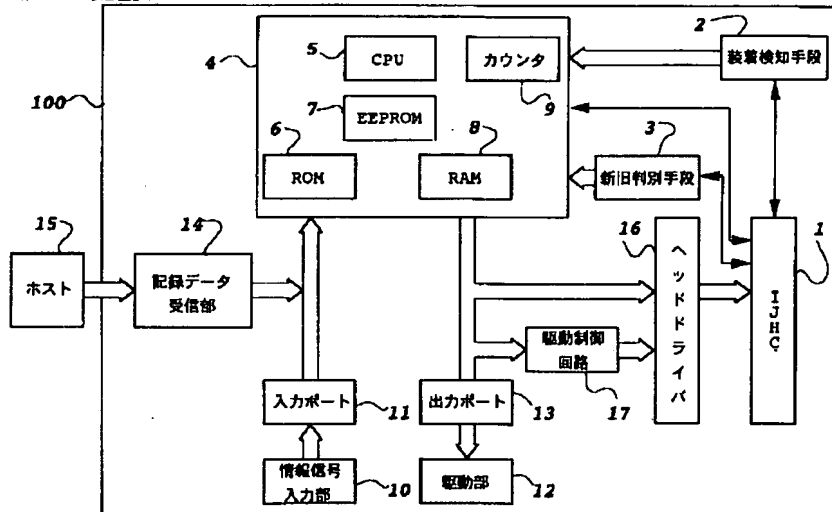 2
4
5
CPU
カウンタ
9
装着検知手段
100
7
EEPROM
6
8
3
ROM
RAM
新旧判別手段
15
14
16
1
ホスト
記録データ
受信部
ヘッドドライバ
IJHC
駆動制御
回路
17
入力ポート
11
出力ポート
13
情報信号
入力部
10
駆動部
12